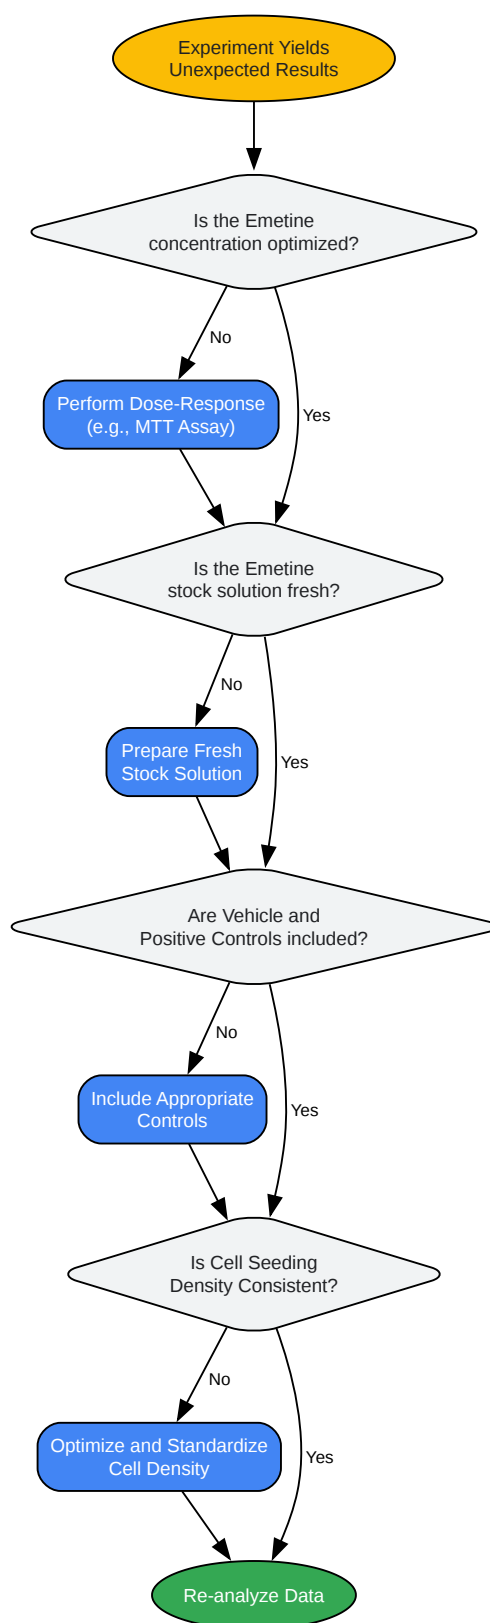 Experiment Yields
Unexpected Results
Is the Emetine
concentration optimized?
No
Perform Dose-Response
(e.g., MTT Assay)
Yes
Is the Emetine
stock solution fresh?
No
Prepare Fresh
Stock Solution
Yes
Are Vehicle and
Positive Controls included?
No
Include Appropriate
Controls
Yes
Is Cell Seeding
Density Consistent?
No
Optimize and Standardize
Cell Density
Yes
Re-analyze Data